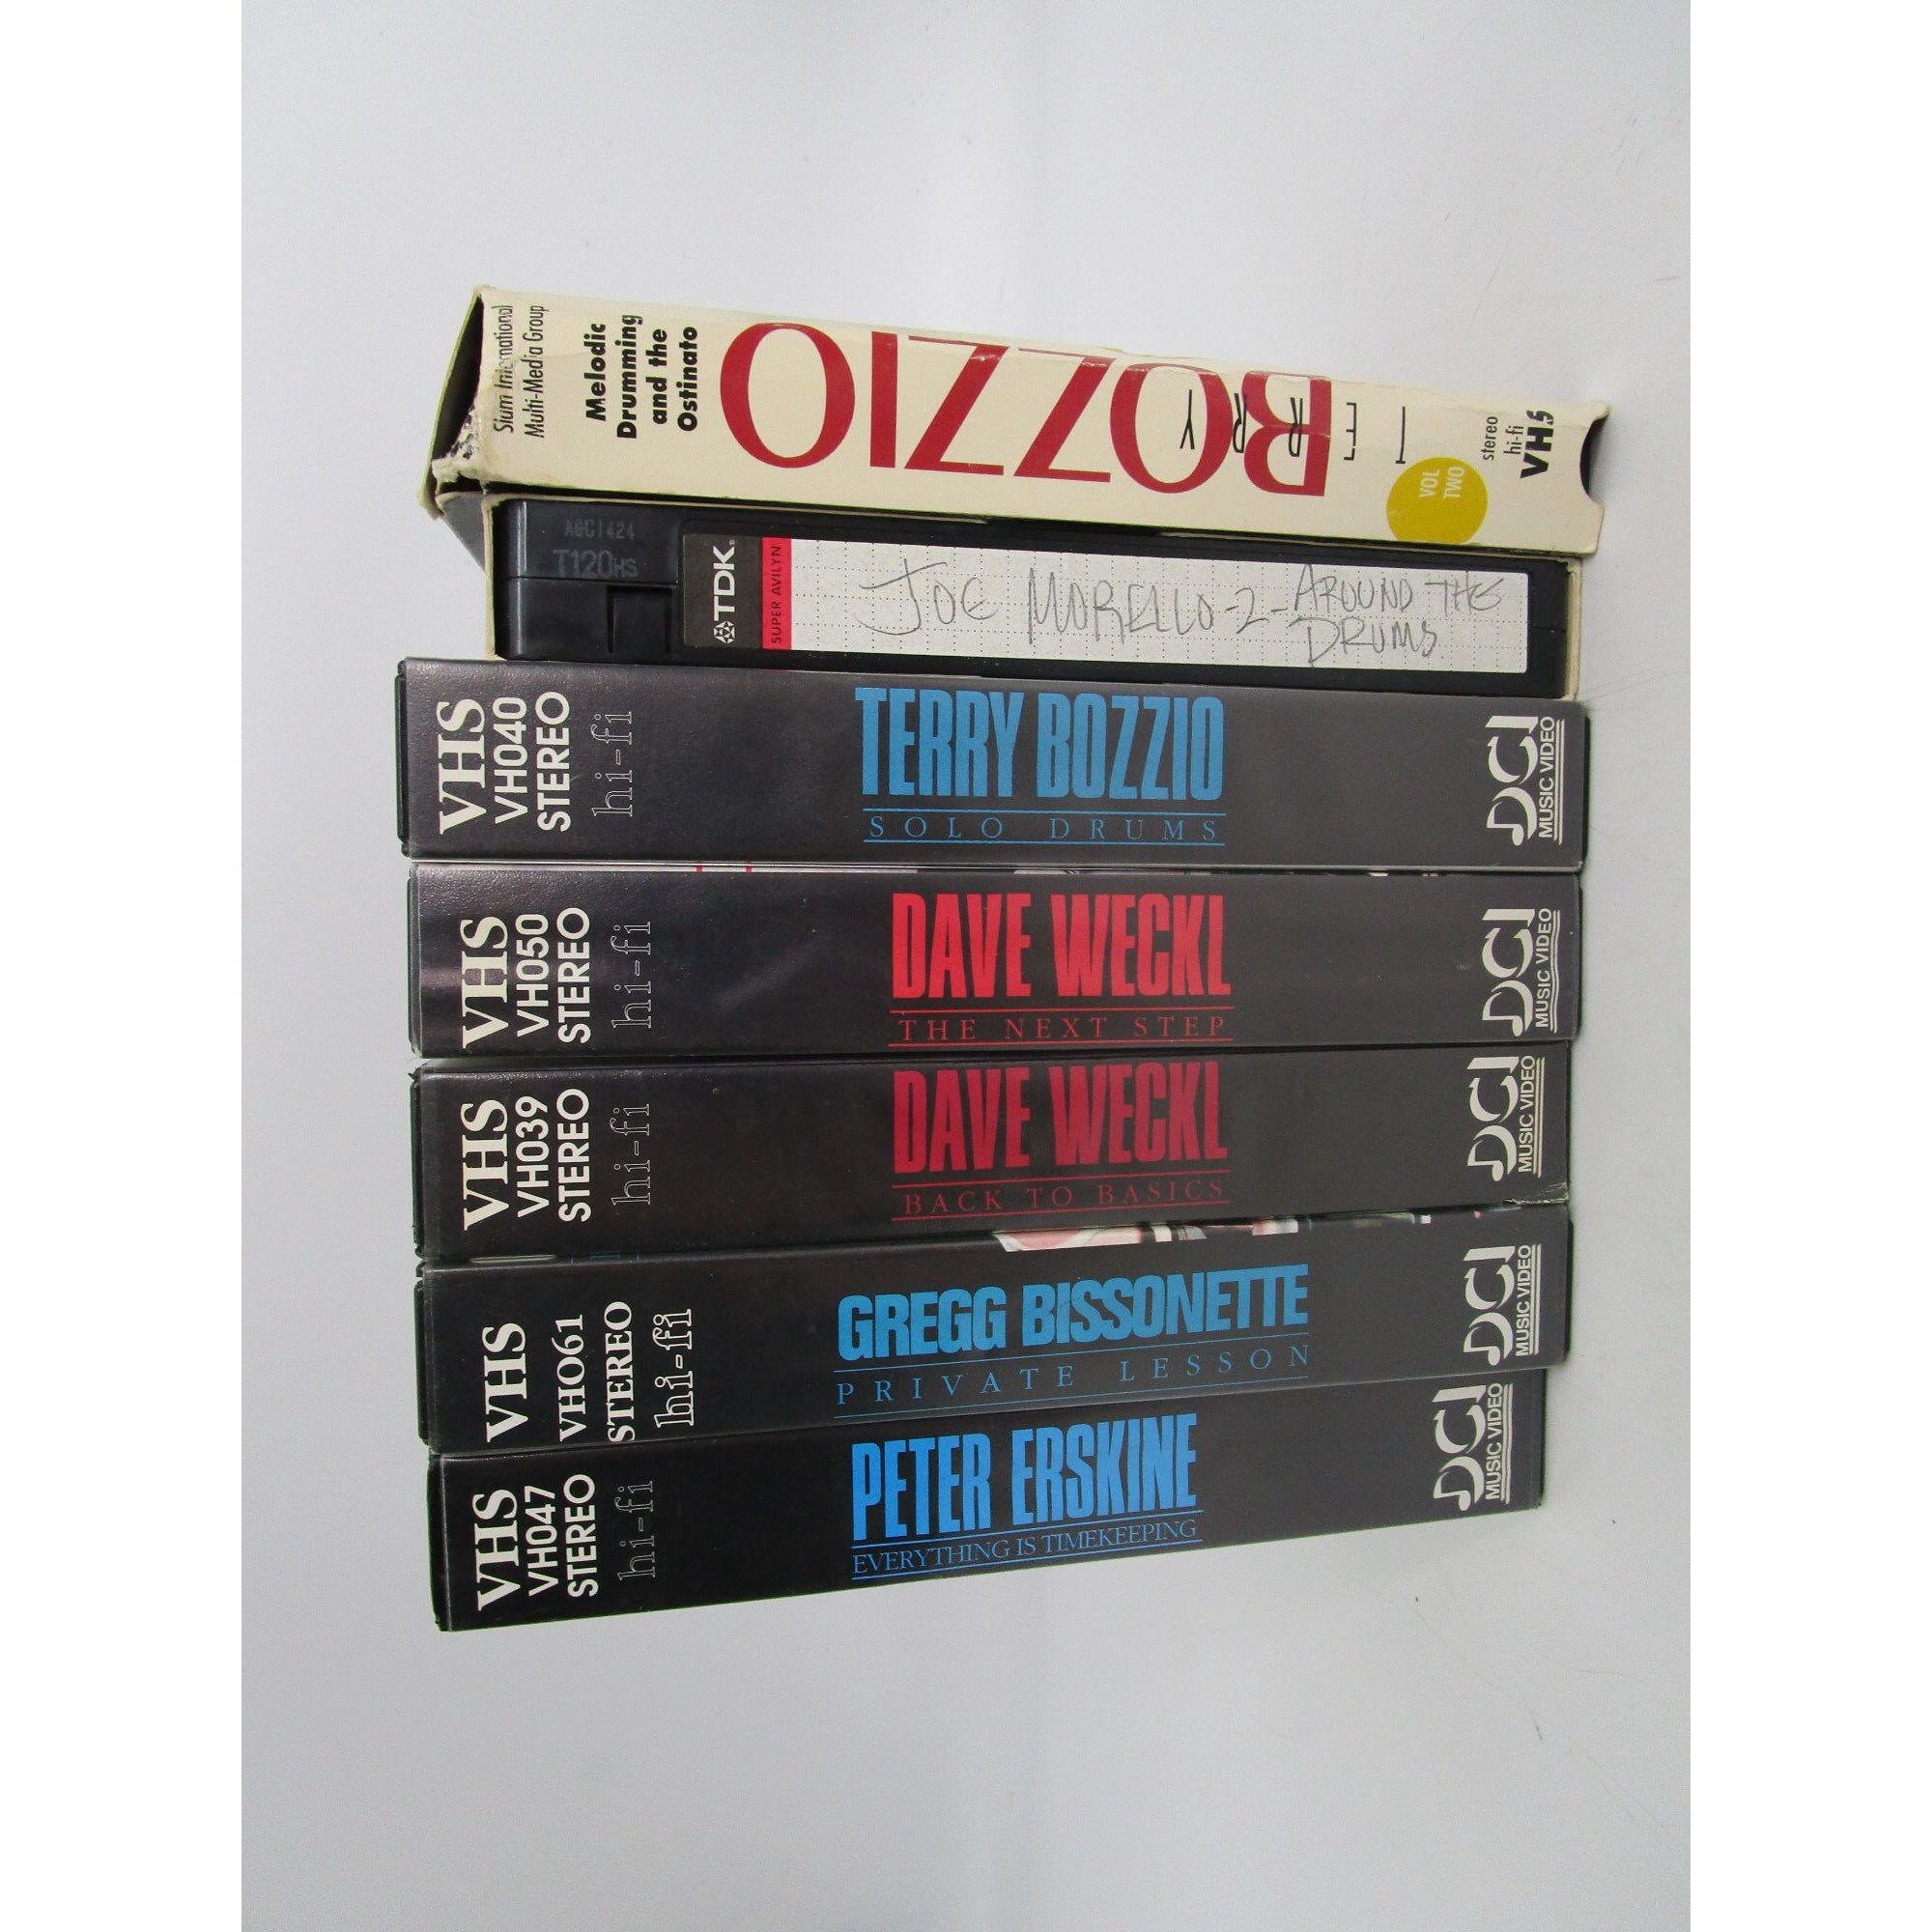 Sium International
Multi-Media Group
Melodic
Drumming
and the
Ostinato
BOZZIO
TERRY
VOL
TWO
stereo
hi-fi
VHS
A8C1424
T120HS
TDK
SUPER AVILYN
JOE MORELLO-2-AROUND THE
DRUMS
VHS
VH040
STEREO
hi-fi
TERRY BOZZIO
SOLO DRUMS
DCI
MUSIC VIDEO
VHS
VH050
STEREO
hi-fi
DAVE WECKL
THE NEXT STEP
DCI
MUSIC VIDEO
VHS
VH039
STEREO
hi-fi
DAVE WECKL
BACK TO BASICS
DCI
MUSIC VIDEO
VHS
VHO61
STEREO
hi-fi
GREGG BISSONETTE
PRIVATE LESSON
DCI
MUSIC VIDEO
VHS
VH047
STEREO
hi-fi
PETER ERSKINE
EVERYTHING IS TIMEKEEPING
DCI
MUSIC VIDEO